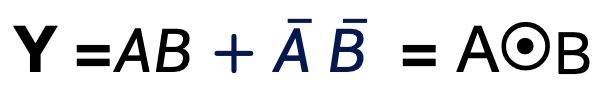 Y = AB + A̅ B̅ = A⊙B